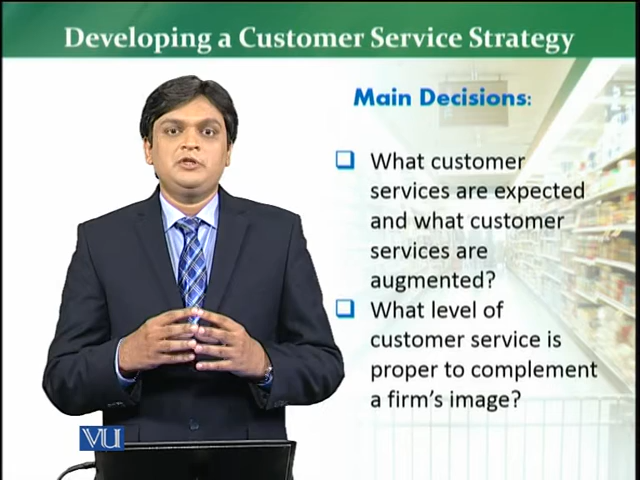 Developing a Customer Service Strategy
Main Decisions:
What customer
services are expected
and what customer
services are
augmented?
What level of
customer service is
proper to complement
a firm's image?
VU